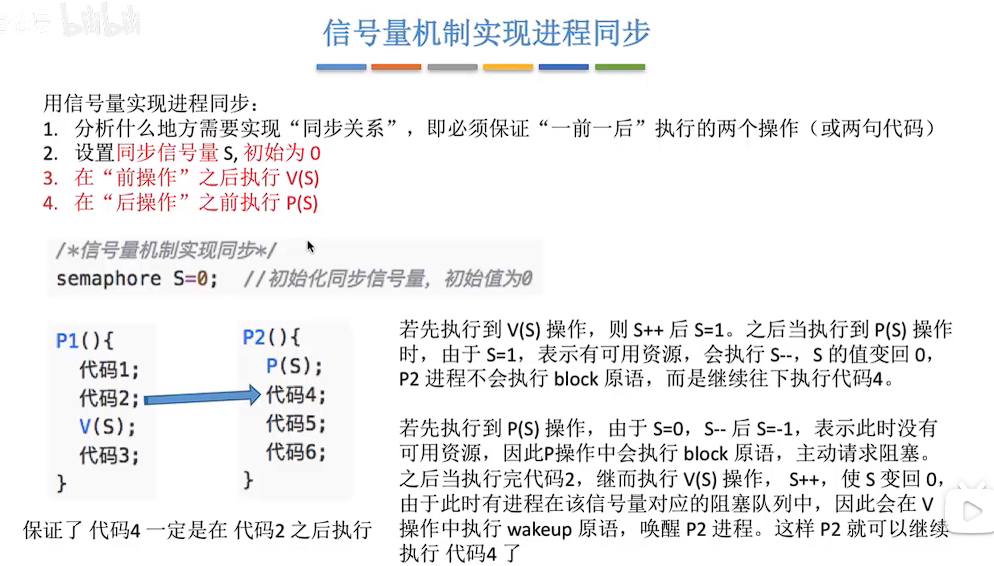 bilibili
信号量机制实现进程同步
用信号量实现进程同步：
1. 分析什么地方需要实现“同步关系”，即必须保证“一前一后”执行的两个操作（或两句代码）
2. 设置同步信号量 S, 初始为 0
3. 在“前操作”之后执行 V(S)
4. 在“后操作”之前执行 P(S)
/*信号量机制实现同步*/
semaphore S=0; //初始化同步信号量，初始值为0
P1(){
代码1;
代码2;
V(S);
代码3;
}
P2(){
P(S);
代码4;
代码5;
代码6;
}
保证了 代码4 一定是在 代码2 之后执行
若先执行到 V(S) 操作，则 S++ 后 S=1。之后当执行到 P(S) 操作
时，由于 S=1，表示有可用资源，会执行 S--，S 的值变回 0，
P2 进程不会执行 block 原语，而是继续往下执行代码4。
若先执行到 P(S) 操作，由于 S=0，S-- 后 S=-1，表示此时没有
可用资源，因此P操作中会执行 block 原语，主动请求阻塞。
之后当执行完代码2，继而执行 V(S) 操作， S++，使 S 变回 0，
由于此时有进程在该信号量对应的阻塞队列中，因此会在 V
操作中执行 wakeup 原语，唤醒 P2 进程。这样 P2 就可以继续
执行 代码4 了